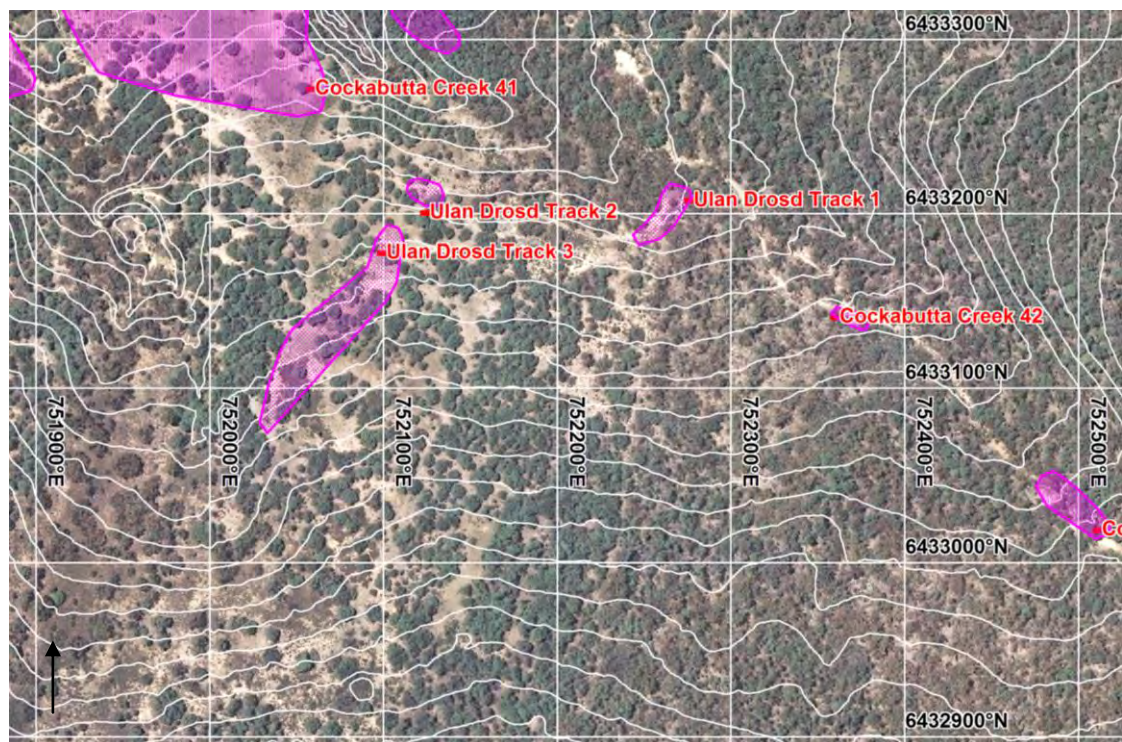 6433300°N
Cockabutta Creek 41
6433200°N
Ulan Drosd Track 1
Ulan Drosd Track 2
Ulan Drosd Track 3
Cockabutta Creek 42
6433100°N
751900°E
752000°E
752100°E
752200°E
752300°E
752400°E
752500°E
Co
6433000°N
6432900°N